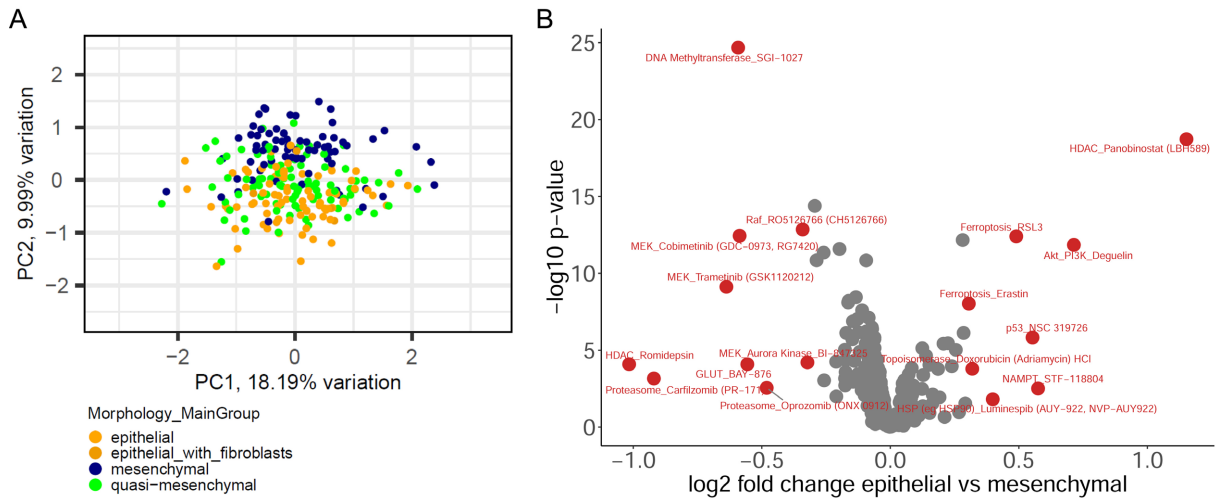 A
PC2, 9.99% variation
2
1
0
−1
−2
−2
0
2
PC1, 18.19% variation
Morphology_MainGroup
epithelial
epithelial_with_fibroblasts
mesenchymal
quasi−mesenchymal
B
−log10 p−value
25
20
15
10
5
0
DNA Methyltransferase_SGI−1027
HDAC_Panobinostat (LBH589)
Raf_RO5126766 (CH5126766)
Ferroptosis_RSL3
MEK_Cobimetinib (GDC−0973, RG7420)
Akt_PI3K_Deguelin
MEK_Trametinib (GSK1120212)
Ferroptosis_Erastin
p53_NSC 319726
HDAC_Romidepsin
MEK_Aurora Kinase_BI−847325
Topoisomerase_Doxorubicin (Adriamycin) HCl
GLUT_BAY−876
NAMPT_STF−118804
Proteasome_Carfilzomib (PR−171)
Proteasome_Oprozomib (ONX 0912)
HSP (eg HSP90)_Luminespib (AUY−922, NVP−AUY922)
−1.0
−0.5
0.0
0.5
1.0
log2 fold change epithelial vs mesenchymal